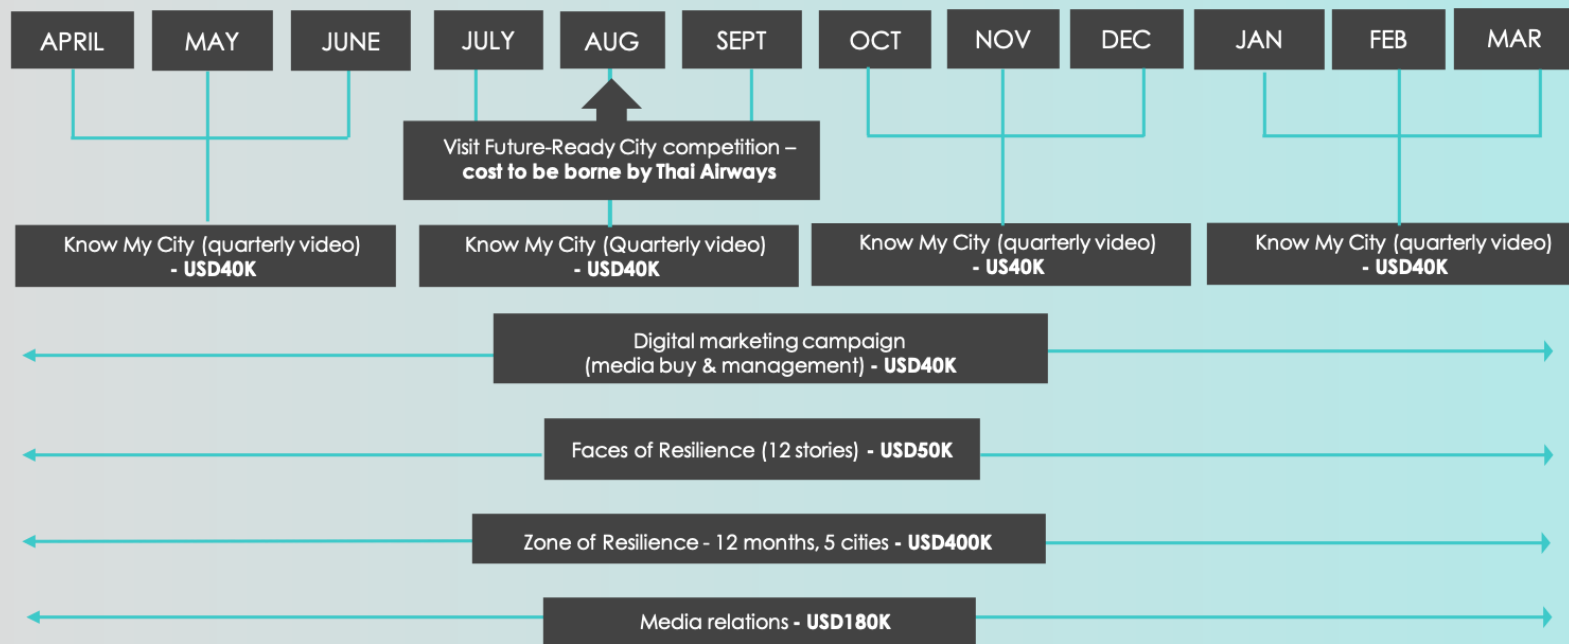 APRIL
MAY
JUNE
JULY
AUG
SEPT
OCT
NOV
DEC
JAN
FEB
MAR
Visit Future-Ready City competition –
cost to be borne by Thai Airways
Know My City (quarterly video)
- USD40K
Know My City (Quarterly video)
- USD40K
Know My City (quarterly video)
- US40K
Know My City (quarterly video)
- USD40K
Digital marketing campaign
(media buy & management) - USD40K
Faces of Resilience (12 stories) - USD50K
Zone of Resilience - 12 months, 5 cities - USD400K
Media relations - USD180K